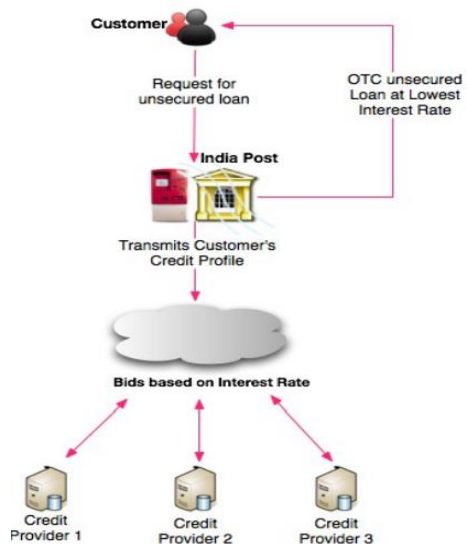 Customer
Request for
unsecured loan
OTC unsecured
Loan at Lowest
Interest Rate
India Post
Transmits Customer's
Credit Profile
Bids based on Interest Rate
Credit
Provider 1
Credit
Provider 2
Credit
Provider 3